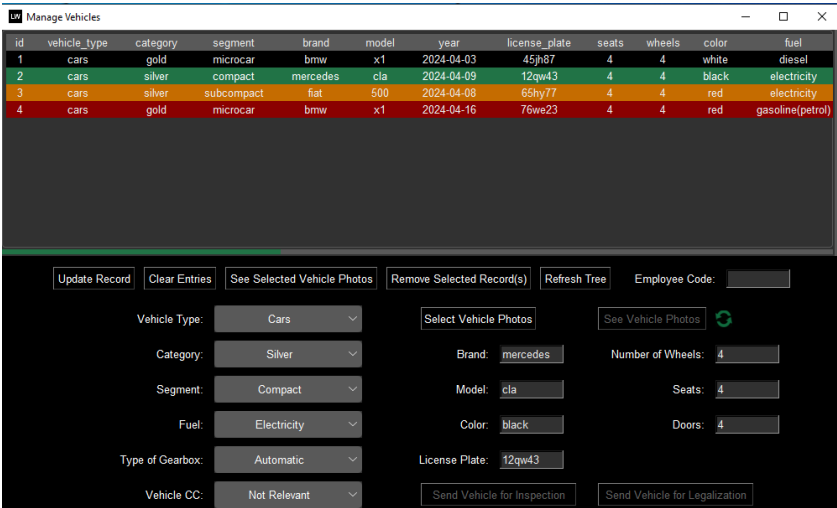 LW Manage Vehicles
id vehicle_type category segment brand model year license_plate seats wheels color fuel
1 cars gold microcar bmw x1 2024-04-03 45jh87 4 4 white diesel
2 cars silver compact mercedes cla 2024-04-09 12qw43 4 4 black electricity
3 cars silver subcompact fiat 500 2024-04-08 65hy77 4 4 red electricity
4 cars gold microcar bmw x1 2024-04-16 76we23 4 4 red gasoline(petrol)
Update Record Clear Entries See Selected Vehicle Photos Remove Selected Record(s) Refresh Tree Employee Code:
Vehicle Type: Cars Select Vehicle Photos See Vehicle Photos
Category: Silver Brand: mercedes Number of Wheels: 4
Segment: Compact Model: cla Seats: 4
Fuel: Electricity Color: black Doors: 4
Type of Gearbox: Automatic License Plate: 12qw43
Vehicle CC: Not Relevant Send Vehicle for Inspection Send Vehicle for Legalization